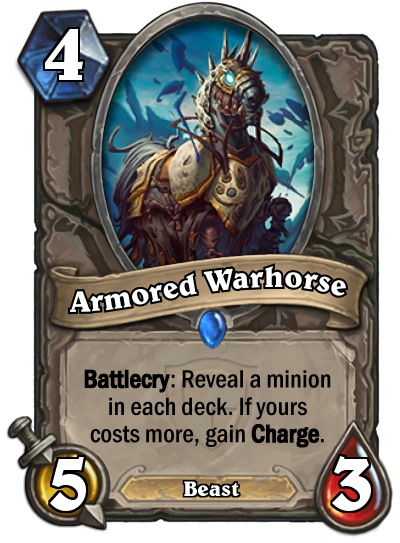 4
Armored Warhorse
Battlecry: Reveal a minion
in each deck. If yours
costs more, gain Charge.
5
Beast
3